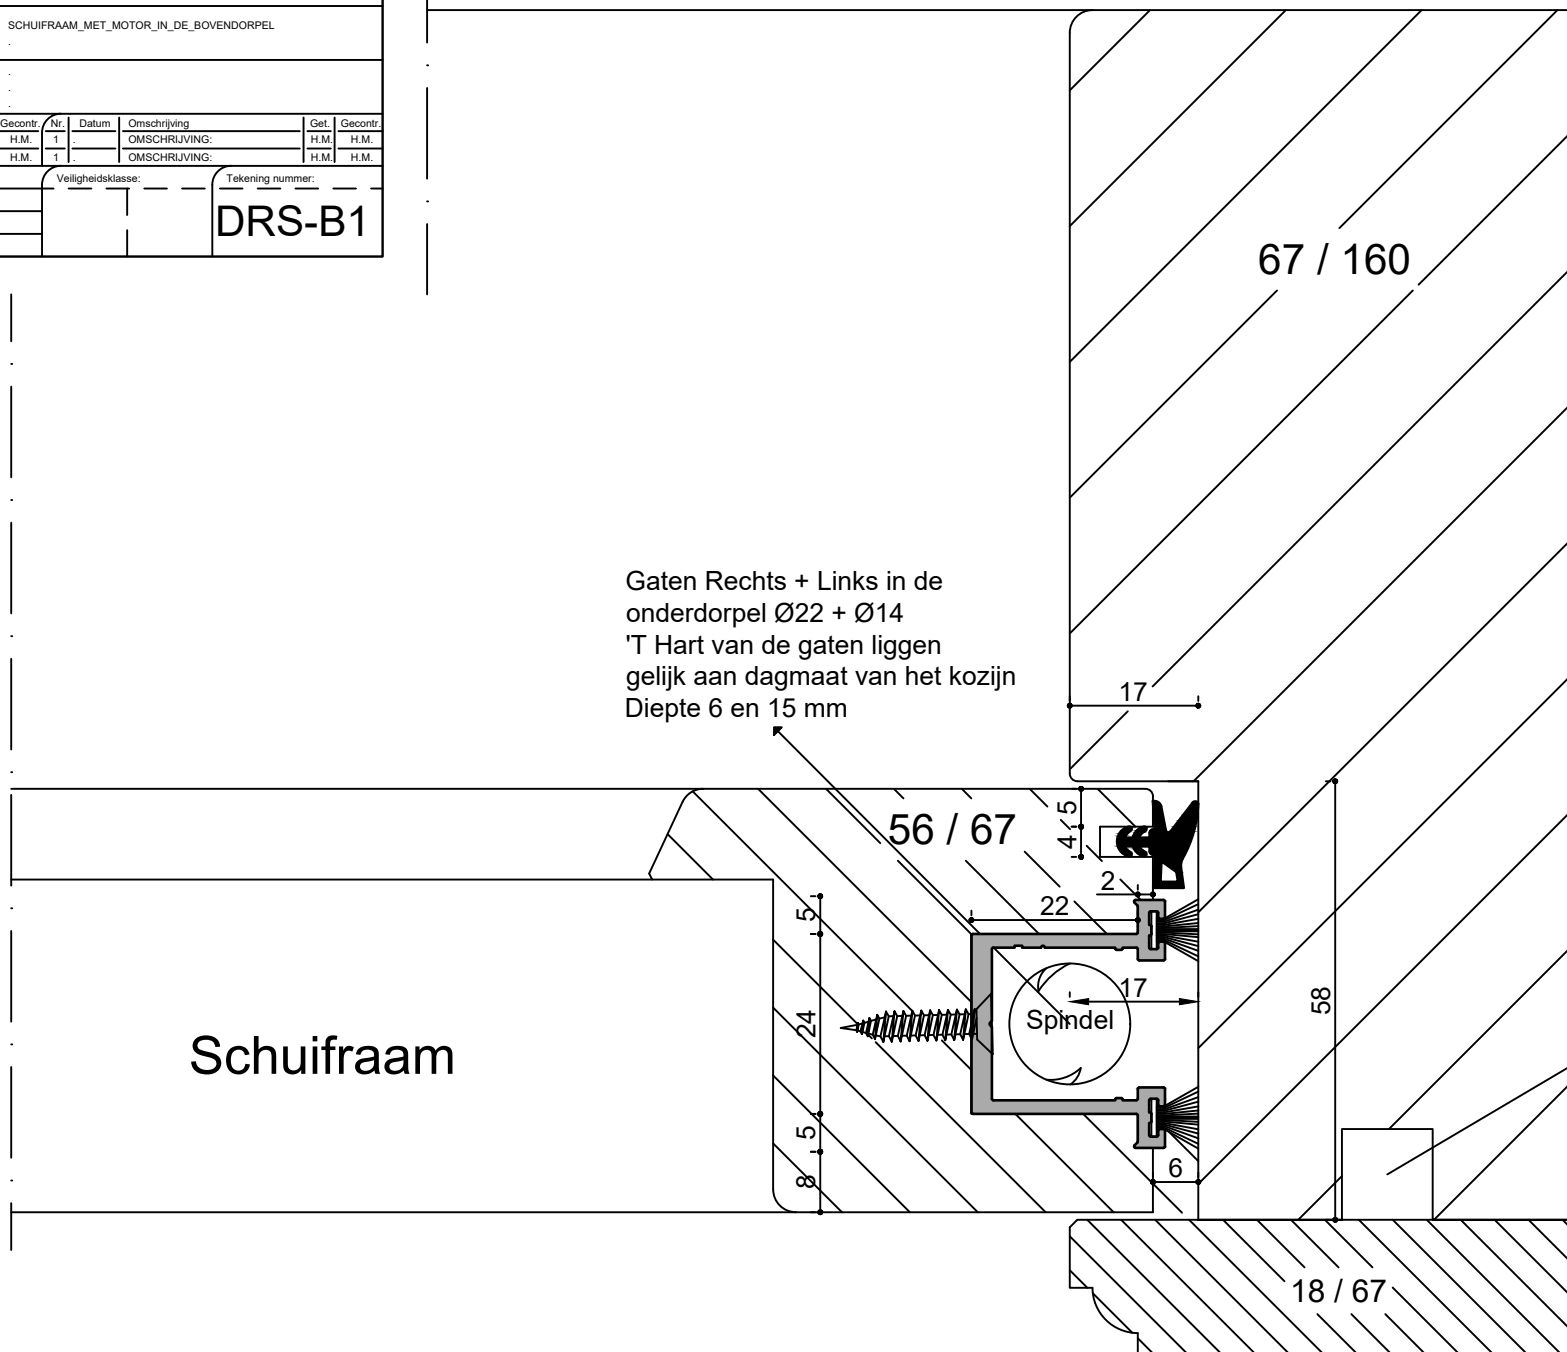 SCHUIFRAAM_MET_MOTOR_IN_DE_BOVENDORPEL
.
.
.
.
Gecontr. Nr. Datum Omschrijving Get. Gecontr.
H.M. 1 . OMSCHRIJVING: H.M. H.M.
H.M. 1 . OMSCHRIJVING: H.M. H.M.
Veiligheidsklasse: Tekening nummer:
DRS-B1
67 / 160
Gaten Rechts + Links in de
onderdorpel Ø22 + Ø14
'T Hart van de gaten liggen
gelijk aan dagmaat van het kozijn
Diepte 6 en 15 mm
17
56 / 67
5
4
2
22
5
24
5
8
17
Spindel
58
6
Schuifraam
18 / 67